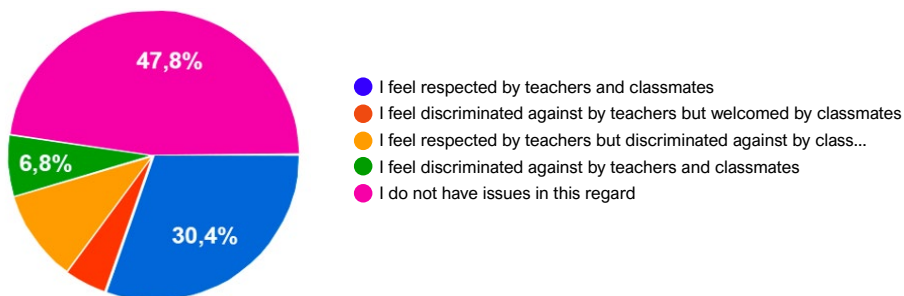 47,8%
6,8%
30,4%
I feel respected by teachers and classmates
I feel discriminated against by teachers but welcomed by classmates
I feel respected by teachers but discriminated against by class...
I feel discriminated against by teachers and classmates
I do not have issues in this regard